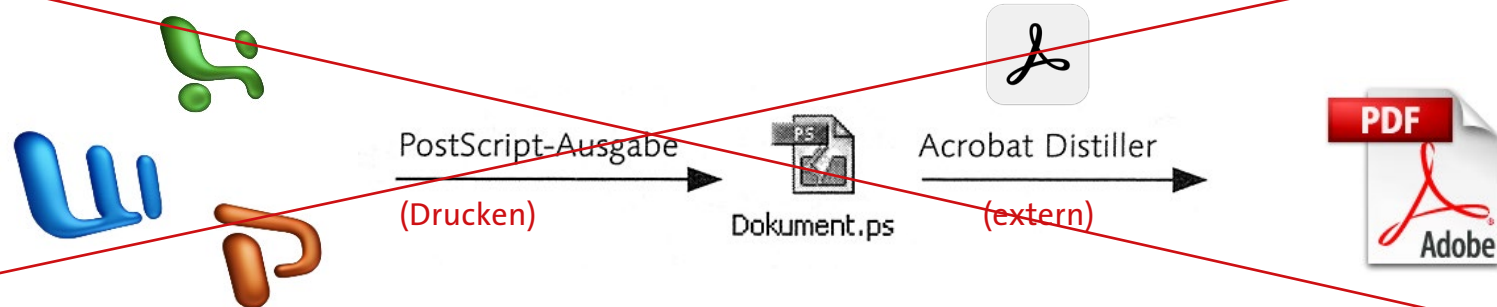 PostScript-Ausgabe
(Drucken)
PS
Dokument.ps
Acrobat Distiller
(extern)
PDF
Adobe